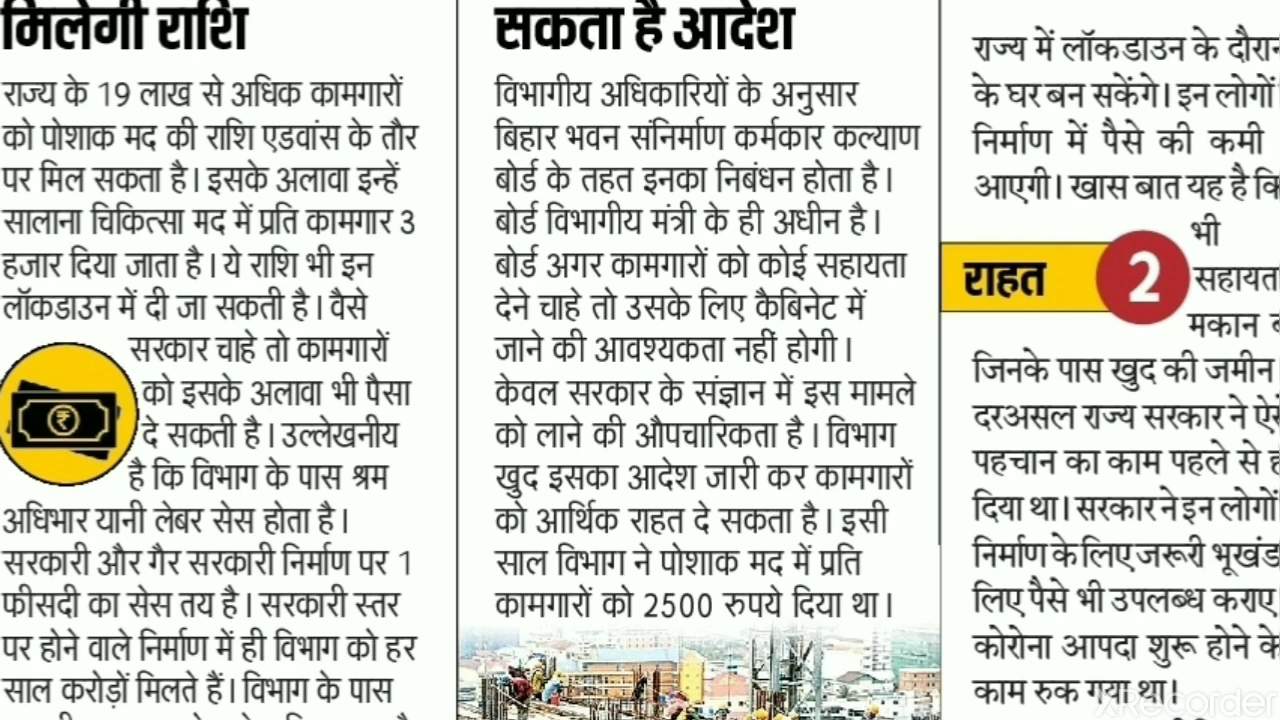 मिलेगी राशि
राज्य के 19 लाख से अधिक कामगारों
को पोशाक मद की राशि एडवांस के तौर
पर मिल सकता है। इसके अलावा इन्हें
सालाना चिकित्सा मद में प्रति कामगार 3
हजार दिया जाता है। ये राशि भी इन
लॉकडाउन में दी जा सकती है। वैसे
सरकार चाहे तो कामगारों
को इसके अलावा भी पैसा
दे सकती है। उल्लेखनीय
है कि विभाग के पास श्रम
अधिभार यानी लेबर सेस होता है।
सरकारी और गैर सरकारी निर्माण पर 1
फीसदी का सेस तय है। सरकारी स्तर
पर होने वाले निर्माण में ही विभाग को हर
साल करोड़ों मिलते हैं। विभाग के पास
सकता है आदेश
विभागीय अधिकारियों के अनुसार
बिहार भवन संनिर्माण कर्मकार कल्याण
बोर्ड के तहत इनका निबंधन होता है।
बोर्ड विभागीय मंत्री के ही अधीन है।
बोर्ड अगर कामगारों को कोई सहायता
देने चाहे तो उसके लिए कैबिनेट में
जाने की आवश्यकता नहीं होगी।
केवल सरकार के संज्ञान में इस मामले
को लाने की औपचारिकता है। विभाग
खुद इसका आदेश जारी कर कामगारों
को आर्थिक राहत दे सकता है। इसी
साल विभाग ने पोशाक मद में प्रति
कामगारों को 2500 रुपये दिया था।
राज्य में लॉकडाउन के दौरान
के घर बन सकेंगे। इन लोगों
निर्माण में पैसे की कमी
आएगी। खास बात यह है कि
भी
राहत 2
सहायता
मकान
जिनके पास खुद की जमीन
दरअसल राज्य सरकार ने
पहचान का काम पहले से
दिया था। सरकार ने इन लोगों
निर्माण के लिए जरूरी भूखंड
लिए पैसे भी उपलब्ध कराए
कोरोना आपदा शुरू होने के
काम रुक गया था।
XRecorder